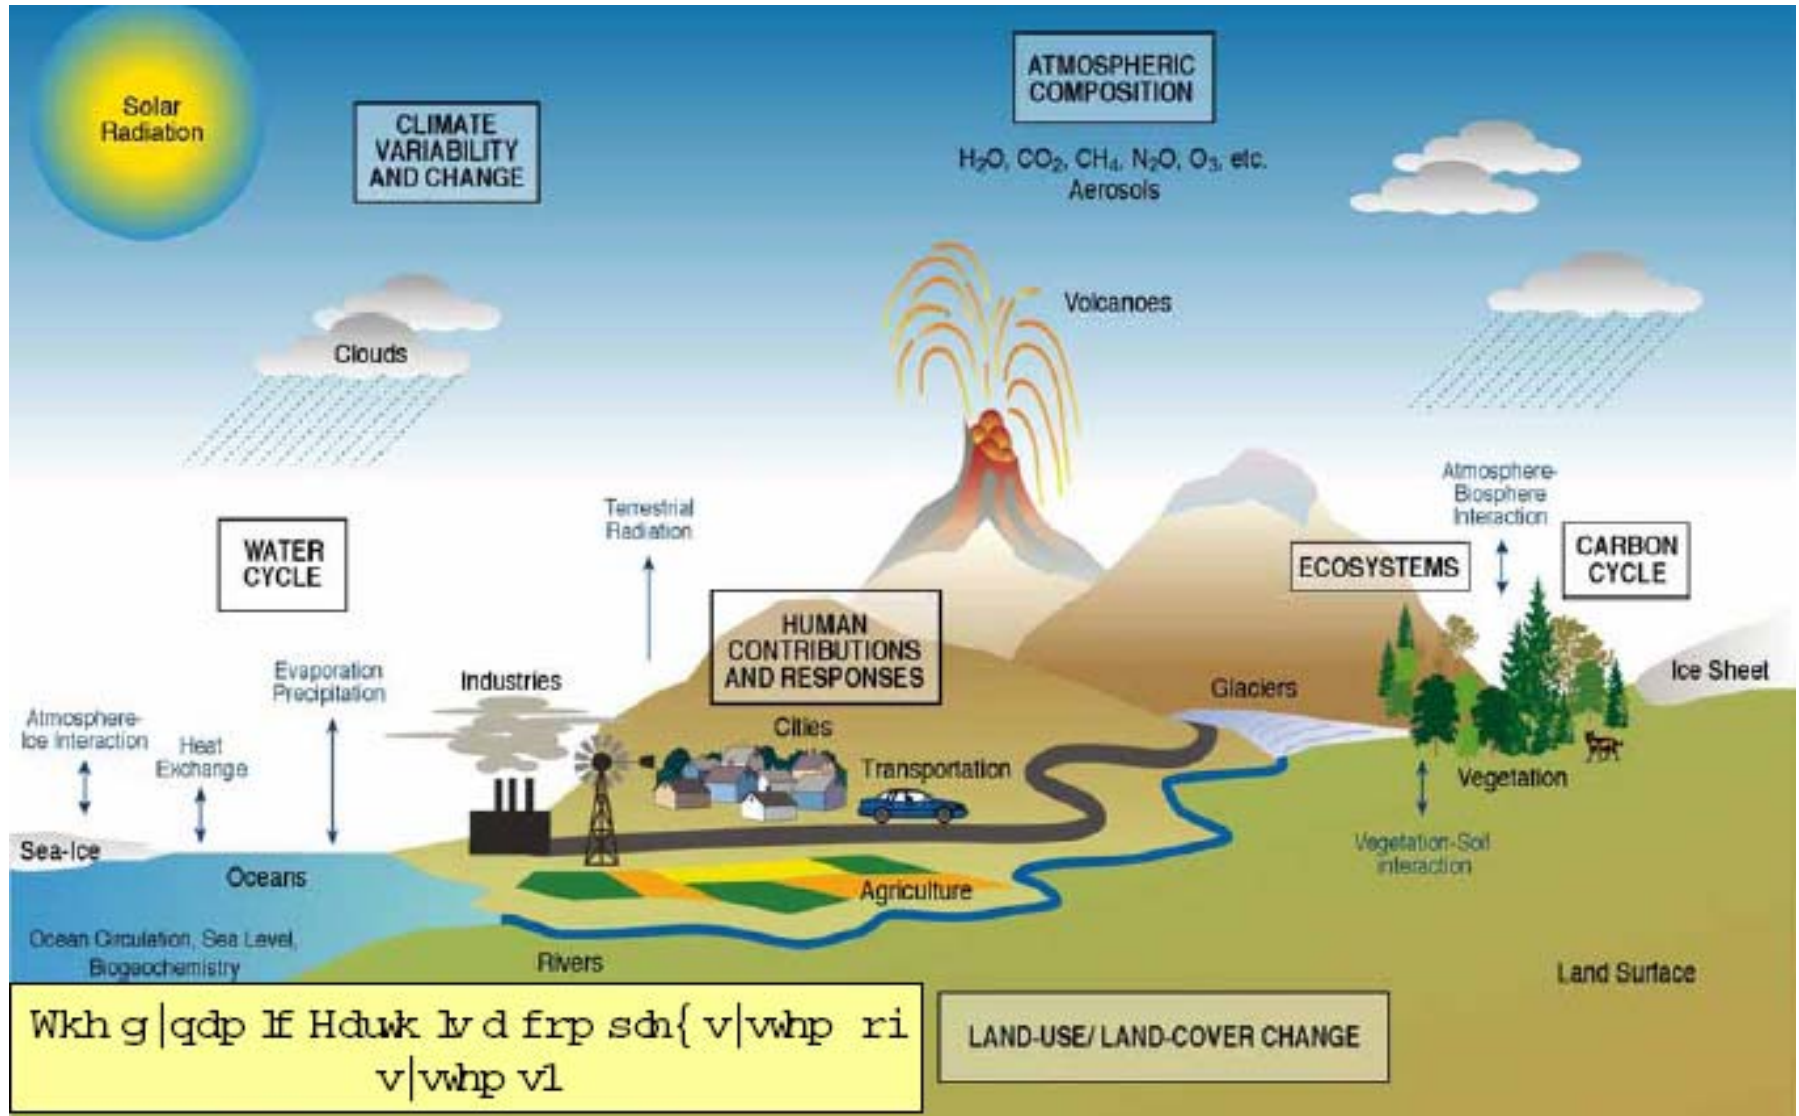 Solar
Radiation
CLIMATE
VARIABILITY
AND CHANGE
ATMOSPHERIC
COMPOSITION
H₂O, CO₂, CH₄, N₂O, O₃, etc.
Aerosols
Volcanoes
Clouds
Terrestrial
Radiation
Atmosphere-
Biosphere
Interaction
WATER
CYCLE
ECOSYSTEMS
CARBON
CYCLE
HUMAN
CONTRIBUTIONS
AND RESPONSES
Evaporation
Precipitation
Industries
Glaciers
Ice Sheet
Atmosphere-
Ice Interaction
Heat
Exchange
Cities
Transportation
Vegetation
Sea-Ice
Oceans
Agriculture
Vegetation-Soil
interaction
Ocean Circulation, Sea Level,
Biogeochemistry
Rivers
Land Surface
Wkh g|qdp lf Hduwk lv d frp soh{ v|vwhp ri
v|vwhp v1
LAND-USE/ LAND-COVER CHANGE